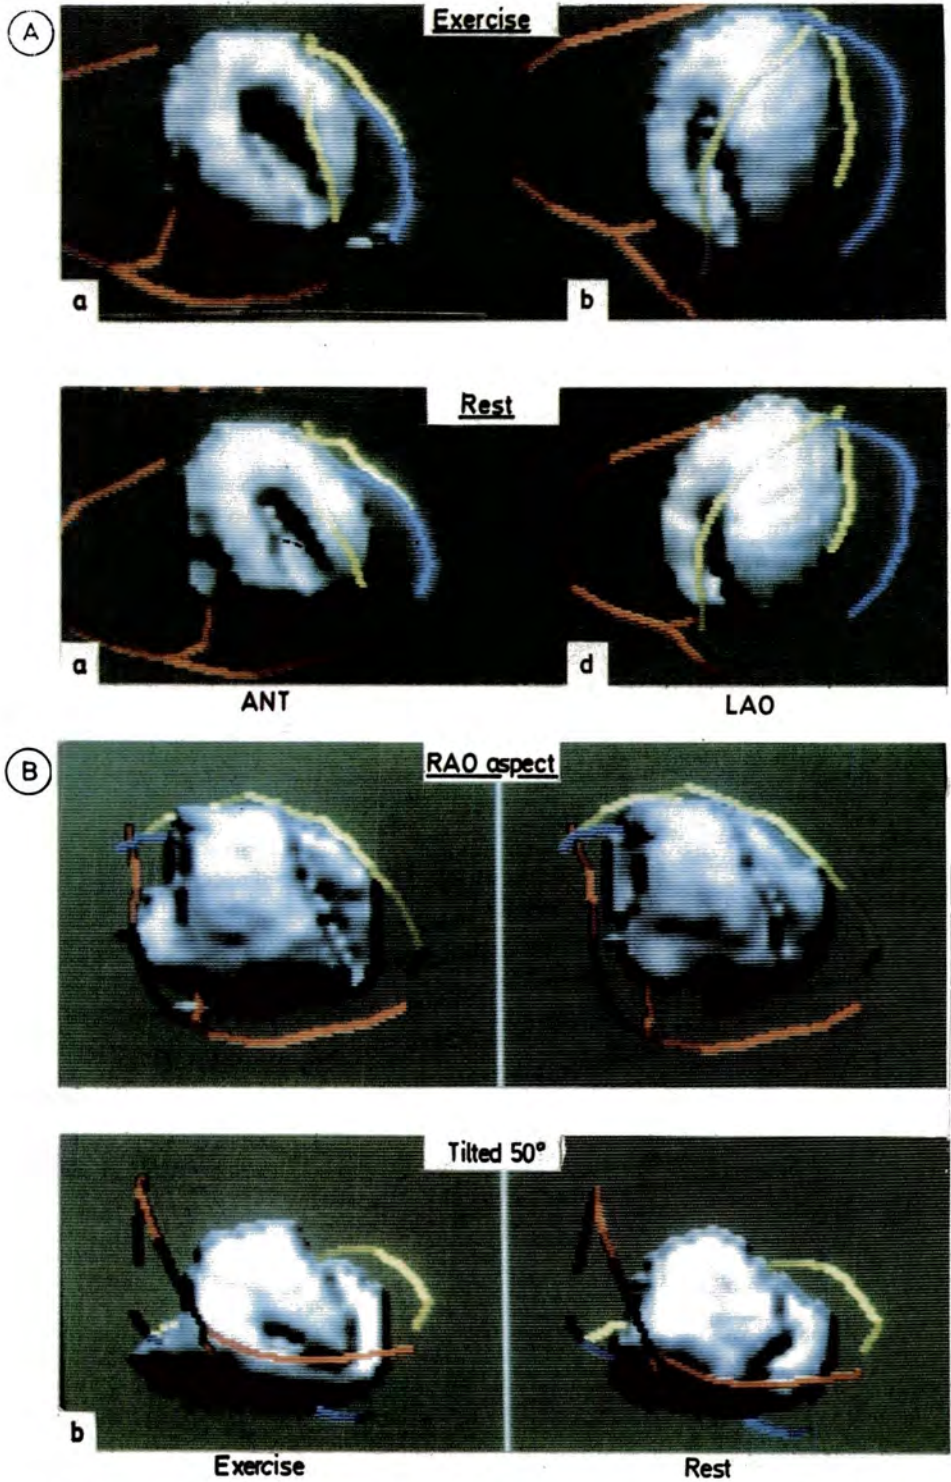 A
Exercise
a
b
Rest
a
d
ANT
LAO
B
RAO aspect
Tilted 50°
b
Exercise
Rest